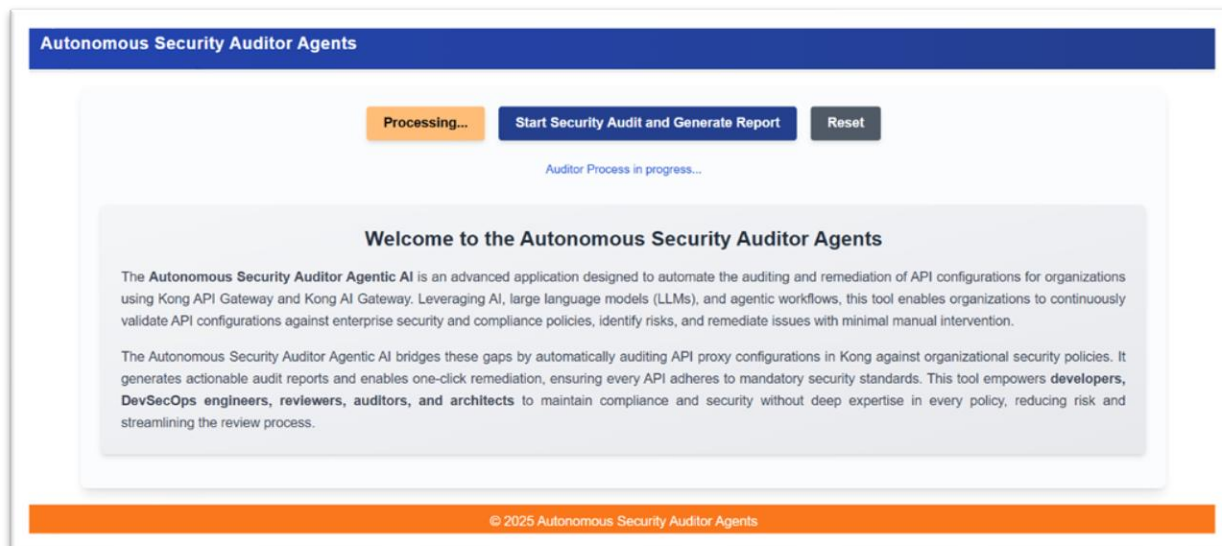 Autonomous Security Auditor Agents
Processing...
Start Security Audit and Generate Report
Reset
Auditor Process in progress...
Welcome to the Autonomous Security Auditor Agents
The Autonomous Security Auditor Agentic AI is an advanced application designed to automate the auditing and remediation of API configurations for organizations
using Kong API Gateway and Kong AI Gateway. Leveraging AI, large language models (LLMs), and agentic workflows, this tool enables organizations to continuously
validate API configurations against enterprise security and compliance policies, identify risks, and remediate issues with minimal manual intervention.
The Autonomous Security Auditor Agentic AI bridges these gaps by automatically auditing API proxy configurations in Kong against organizational security policies. It
generates actionable audit reports and enables one-click remediation, ensuring every API adheres to mandatory security standards. This tool empowers developers,
DevSecOps engineers, reviewers, auditors, and architects to maintain compliance and security without deep expertise in every policy, reducing risk and
streamlining the review process.
© 2025 Autonomous Security Auditor Agents